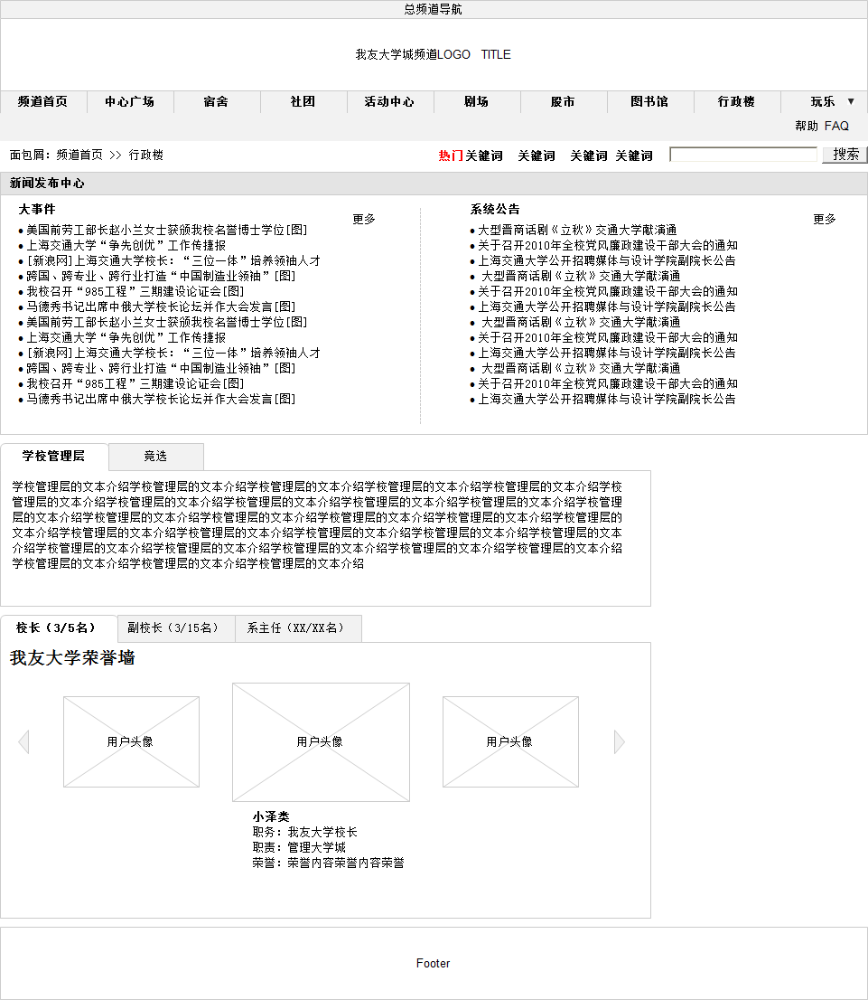 总频道导航
我友大学城频道LOGO TITLE
频道首页 中心广场 宿舍 社团 活动中心 剧场 股市 图书馆 行政楼 玩乐 ▼
帮助 FAQ
面包屑：频道首页 >> 行政楼
热门关键词 关键词 关键词 关键词 搜索
新闻发布中心
大事件
更多
● 美国前劳工部长赵小兰女士获颁我校名誉博士学位[图]
● 上海交通大学“争先创优”工作传捷报
● [新浪网]上海交通大学校长：“三位一体”培养领袖人才
● 跨国、跨专业、跨行业打造“中国制造业领袖”[图]
● 我校召开“985工程”三期建设论证会[图]
● 马德秀书记出席中俄大学校长论坛并作大会发言[图]
● 美国前劳工部长赵小兰女士获颁我校名誉博士学位[图]
● 上海交通大学“争先创优”工作传捷报
● [新浪网]上海交通大学校长：“三位一体”培养领袖人才
● 跨国、跨专业、跨行业打造“中国制造业领袖”[图]
● 我校召开“985工程”三期建设论证会[图]
● 马德秀书记出席中俄大学校长论坛并作大会发言[图]
系统公告
更多
● 大型晋商话剧《立秋》交通大学献演通
● 关于召开2010年全校党风廉政建设干部大会的通知
● 上海交通大学公开招聘媒体与设计学院副院长公告
● 大型晋商话剧《立秋》交通大学献演通
● 关于召开2010年全校党风廉政建设干部大会的通知
● 上海交通大学公开招聘媒体与设计学院副院长公告
● 大型晋商话剧《立秋》交通大学献演通
● 关于召开2010年全校党风廉政建设干部大会的通知
● 上海交通大学公开招聘媒体与设计学院副院长公告
● 大型晋商话剧《立秋》交通大学献演通
● 关于召开2010年全校党风廉政建设干部大会的通知
● 上海交通大学公开招聘媒体与设计学院副院长公告
学校管理层 竞选
学校管理层的文本介绍学校管理层的文本介绍学校管理层的文本介绍学校管理层的文本介绍学校管理层的文本介绍学校
管理层的文本介绍学校管理层的文本介绍学校管理层的文本介绍学校管理层的文本介绍学校管理层的文本介绍学校管理
层的文本介绍学校管理层的文本介绍学校管理层的文本介绍学校管理层的文本介绍学校管理层的文本介绍学校管理层的
文本介绍学校管理层的文本介绍学校管理层的文本介绍学校管理层的文本介绍学校管理层的文本介绍学校管理层的文本
介绍学校管理层的文本介绍学校管理层的文本介绍学校管理层的文本介绍学校管理层的文本介绍学校管理层的文本介绍
学校管理层的文本介绍学校管理层的文本介绍学校管理层的文本介绍
校长（3/5名） 副校长（3/15名） 系主任（XX/XX名）
我友大学荣誉墙
用户头像 用户头像 用户头像
小泽类
职务：我友大学校长
职责：管理大学城
荣誉：荣誉内容荣誉内容荣誉
Footer